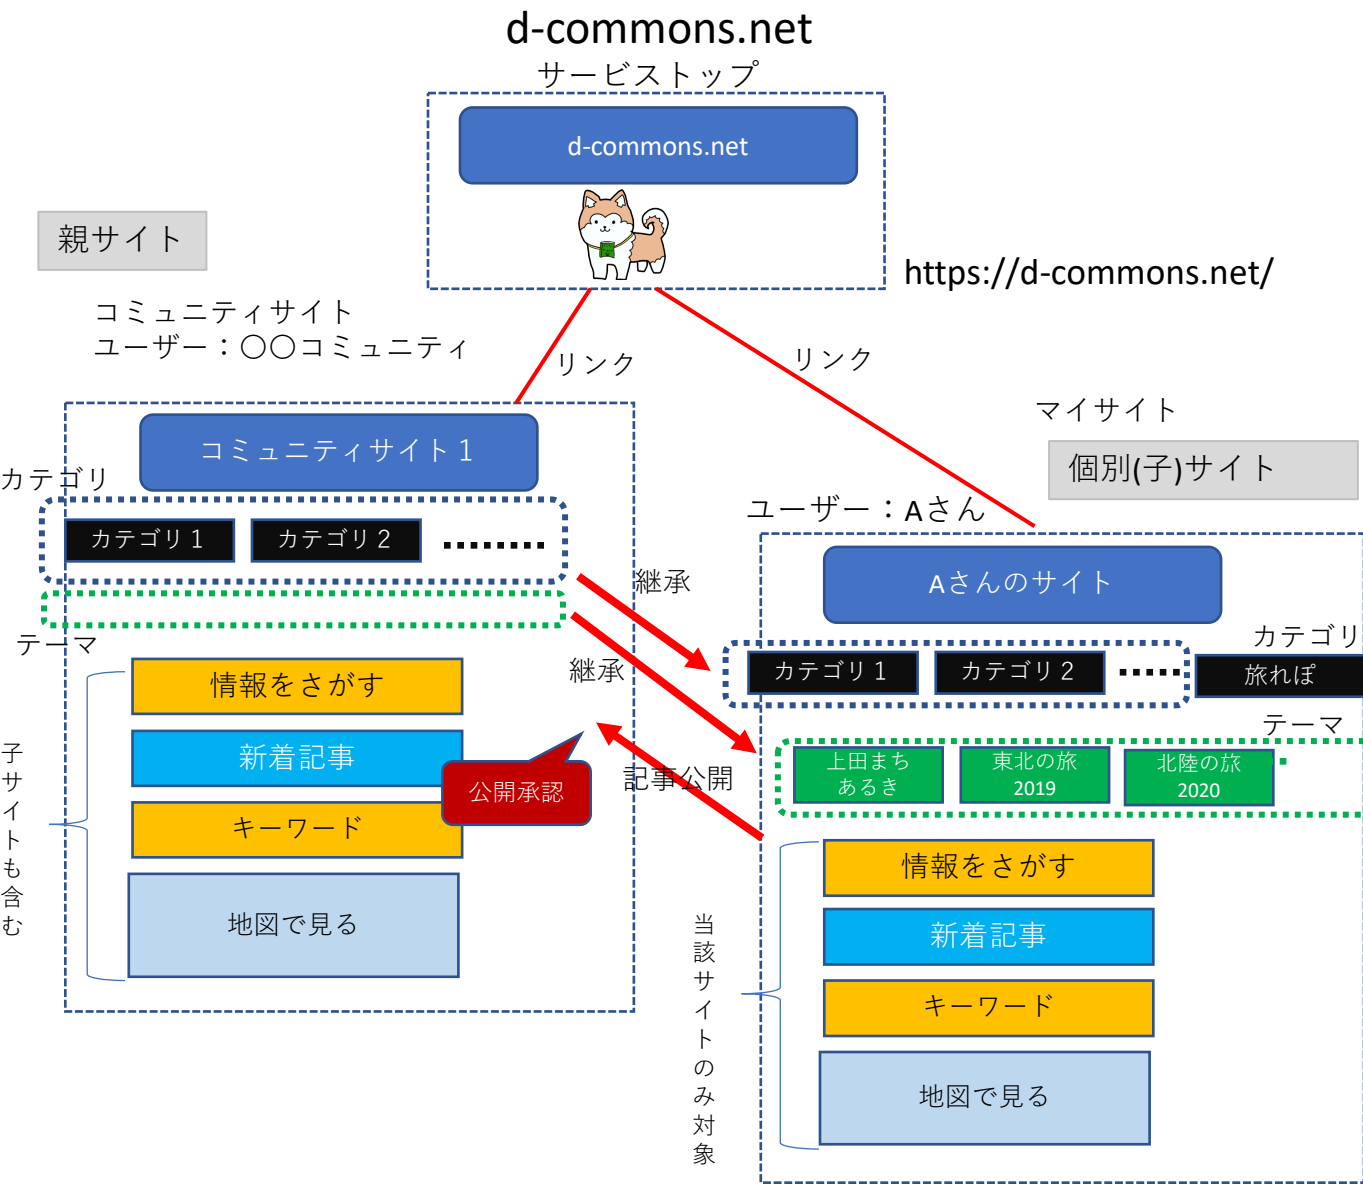 d-commons.net
サービストップ
d-commons.net
親サイト
https://d-commons.net/
コミュニティサイト
ユーザー：〇〇コミュニティ
リンク
リンク
マイサイト
個別(子)サイト
コミュニティサイト１
カテゴリ
カテゴリ１
カテゴリ２
………
ユーザー：Aさん
Aさんのサイト
継承
継承
テーマ
カテゴリ
カテゴリ１
カテゴリ２
……
旅れぽ
テーマ
上田まち
あるき
東北の旅
2019
北陸の旅
2020
情報をさがす
新着記事
公開承認
記事公開
キーワード
地図で見る
子サイトも含む
情報をさがす
新着記事
キーワード
地図で見る
当該サイトのみ対象